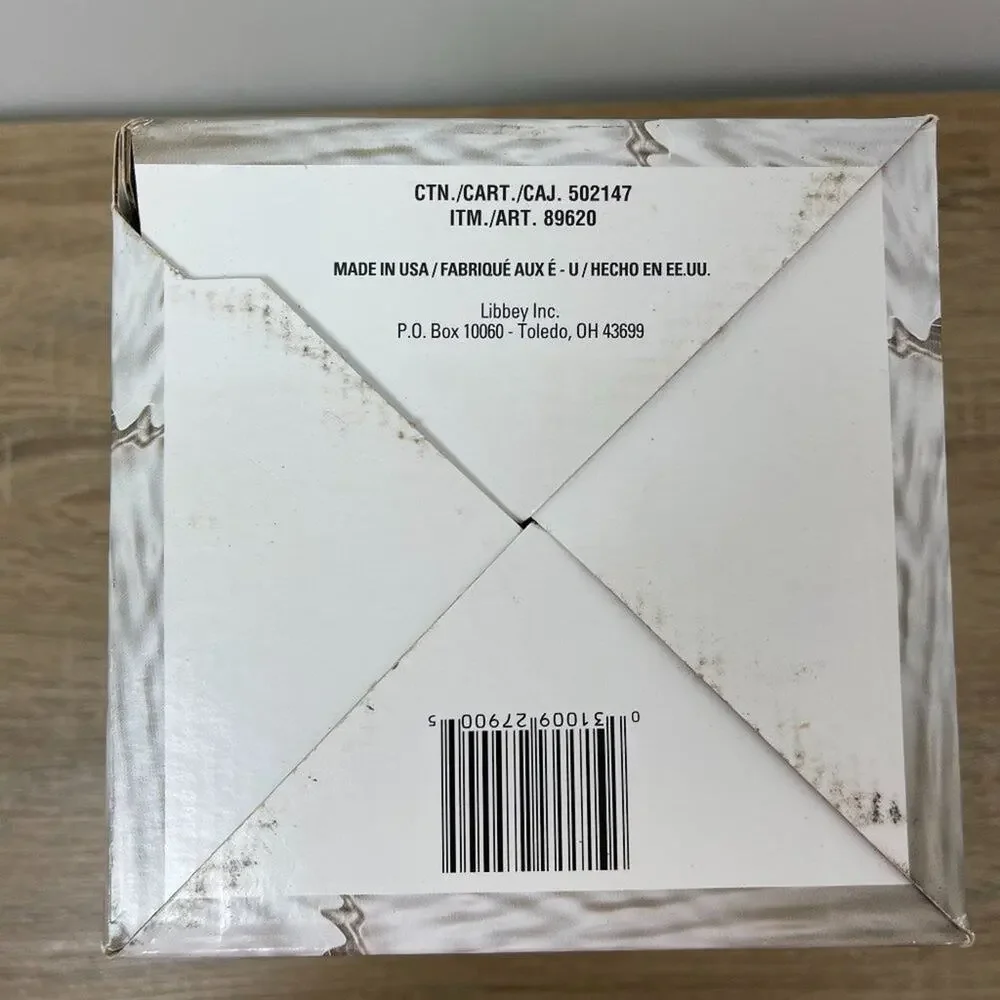 CTN./CART./CAJ. 502147
ITM./ART. 89620
MADE IN USA / FABRIQUÉ AUX É - U / HECHO EN EE.UU.
Libbey Inc.
P.O. Box 10060 - Toledo, OH 43699
0 31009 27900 5